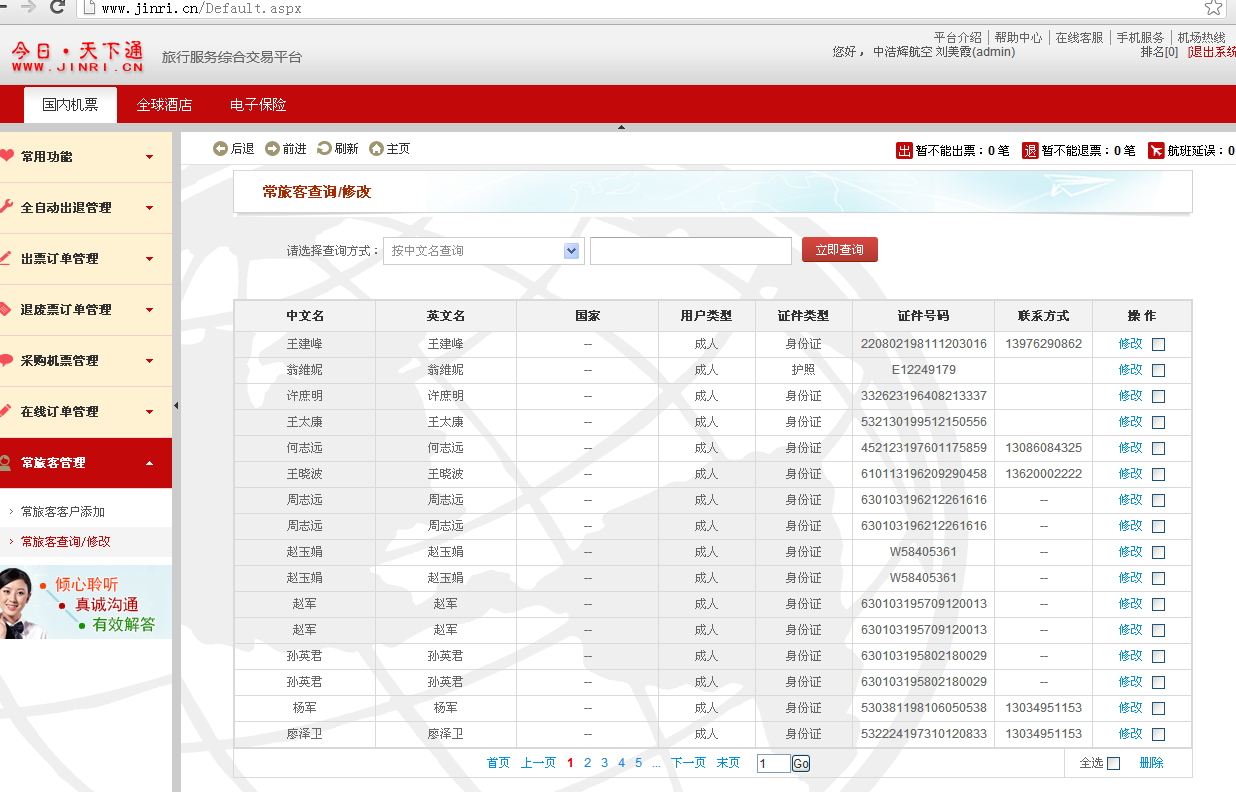 www.jinri.cn/Default.aspx
今日·天下通
WWW.JINRI.CN
旅行服务综合交易平台
平台介绍 | 帮助中心 | 在线客服 | 手机服务 | 机场热线
您好，中浩辉航空 刘美霞(admin) 排名[0] [退出系统
国内机票 全球酒店 电子保险
后退 前进 刷新 主页
出 暂不能出票：0 笔 退 暂不能退票：0 笔 航班延误：0
常用功能
全自动出退管理
出票订单管理
退废票订单管理
采购机票管理
在线订单管理
常旅客管理
› 常旅客客户添加
› 常旅客查询/修改
倾心聆听
真诚沟通
有效解答
常旅客查询/修改
请选择查询方式： 按中文名查询 立即查询
中文名 英文名 国家 用户类型 证件类型 证件号码 联系方式 操 作
王建峰 王建峰 -- 成人 身份证 220802198111203016 13976290862 修改
翁维妮 翁维妮 -- 成人 护照 E12249179 修改
许庶明 许庶明 -- 成人 身份证 332623196408213337 修改
王太康 王太康 -- 成人 身份证 532130199512150556 修改
何志远 何志远 -- 成人 身份证 452123197601175859 13086084325 修改
王晓波 王晓波 -- 成人 身份证 610113196209290458 13620002222 修改
周志远 周志远 -- 成人 身份证 630103196212261616 -- 修改
周志远 周志远 -- 成人 身份证 630103196212261616 -- 修改
赵玉娟 赵玉娟 -- 成人 身份证 W58405361 -- 修改
赵玉娟 赵玉娟 -- 成人 身份证 W58405361 -- 修改
赵军 赵军 -- 成人 身份证 630103195709120013 -- 修改
赵军 赵军 -- 成人 身份证 630103195709120013 -- 修改
孙英君 孙英君 -- 成人 身份证 630103195802180029 -- 修改
孙英君 孙英君 -- 成人 身份证 630103195802180029 -- 修改
杨军 杨军 -- 成人 身份证 530381198106050538 13034951153 修改
廖泽卫 廖泽卫 -- 成人 身份证 532224197310120833 13034951153 修改
首页 上一页 1 2 3 4 5 ... 下一页 末页 1 Go 全选 删除